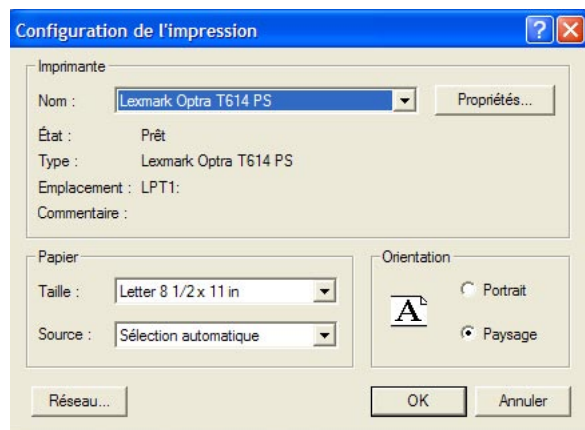 Configuration de l'impression
Imprimante
Nom : Lexmark Optra T614 PS Propriétés...
État : Prêt
Type : Lexmark Optra T614 PS
Emplacement : LPT1:
Commentaire :
Papier
Taille : Letter 8 1/2 x 11 in
Source : Sélection automatique
Orientation
A
Portrait
Paysage
Réseau... OK Annuler